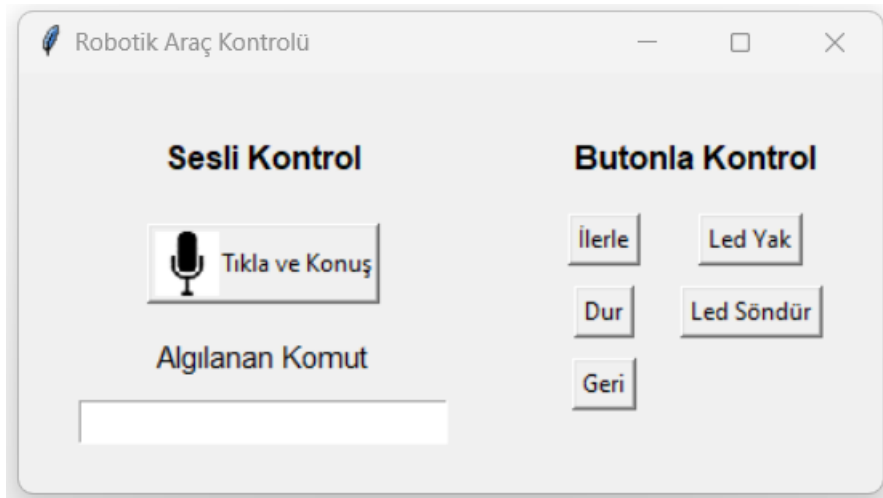 Robotik Araç Kontrolü
Sesli Kontrol
Tıkla ve Konuş
Algılanan Komut
Butonla Kontrol
İlerle
Led Yak
Dur
Led Söndür
Geri